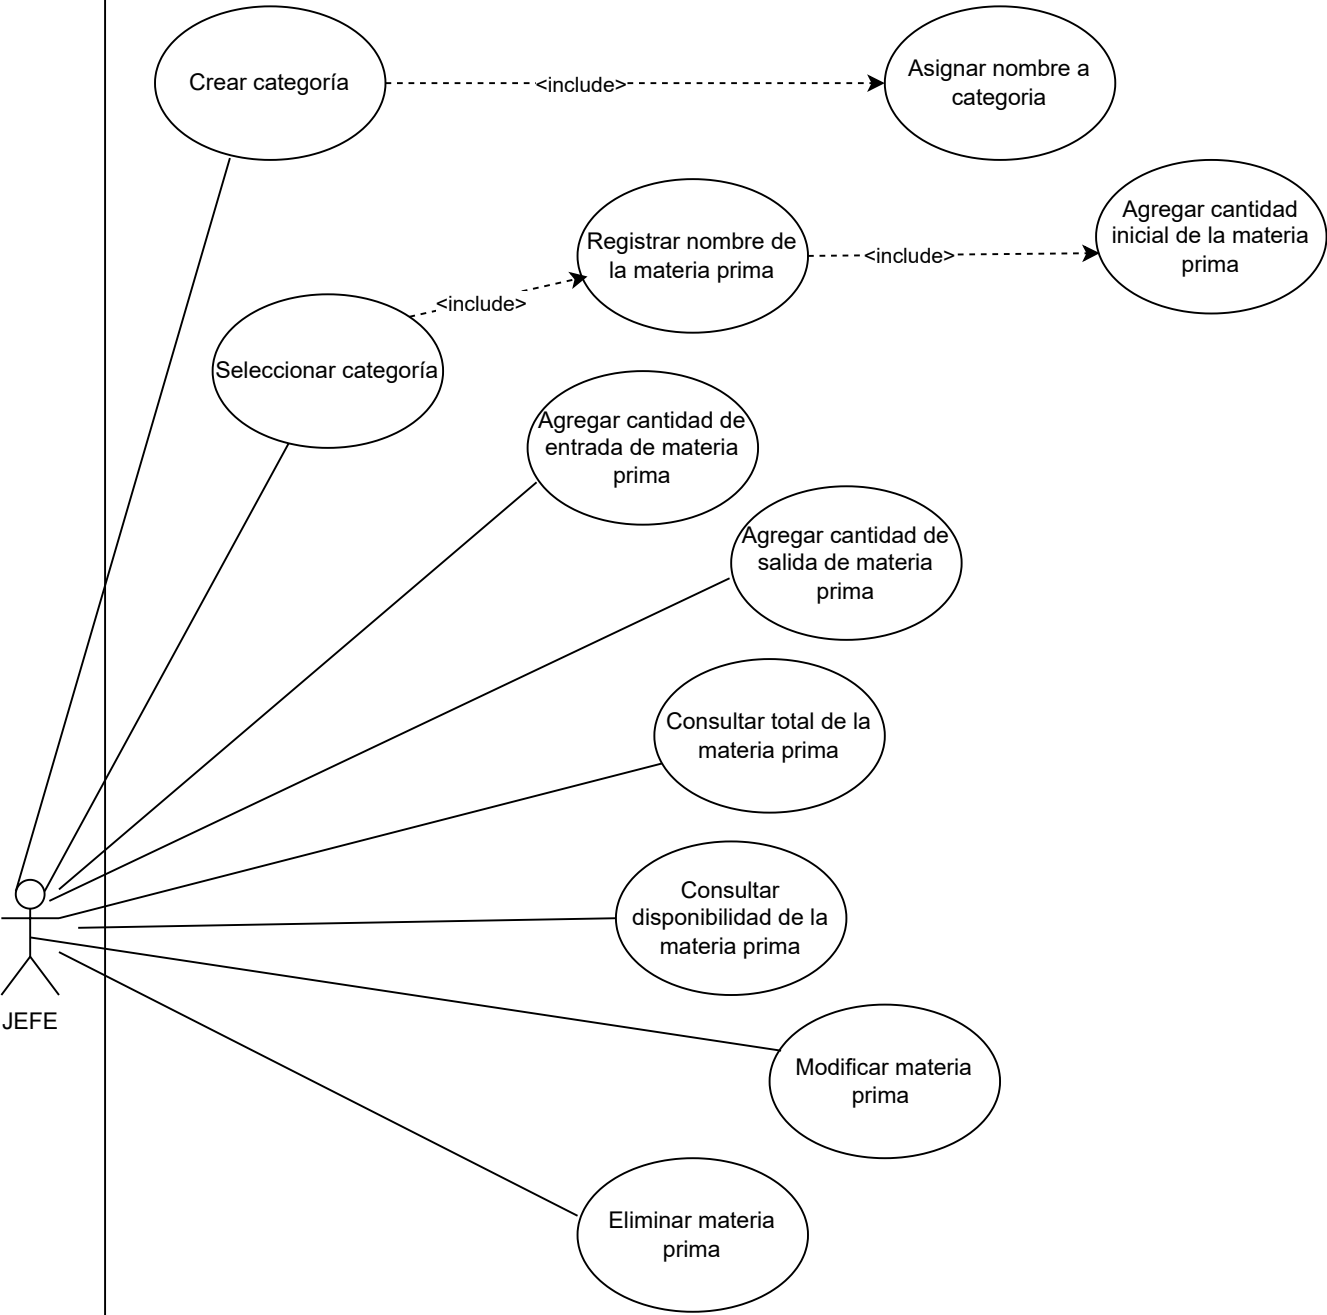 Crear categoría
<include>
Asignar nombre a
categoria
Registrar nombre de
la materia prima
<include>
Agregar cantidad
inicial de la materia
prima
<include>
Seleccionar categoría
Agregar cantidad de
entrada de materia
prima
Agregar cantidad de
salida de materia
prima
Consultar total de la
materia prima
Consultar
disponibilidad de la
materia prima
JEFE
Modificar materia
prima
Eliminar materia
prima